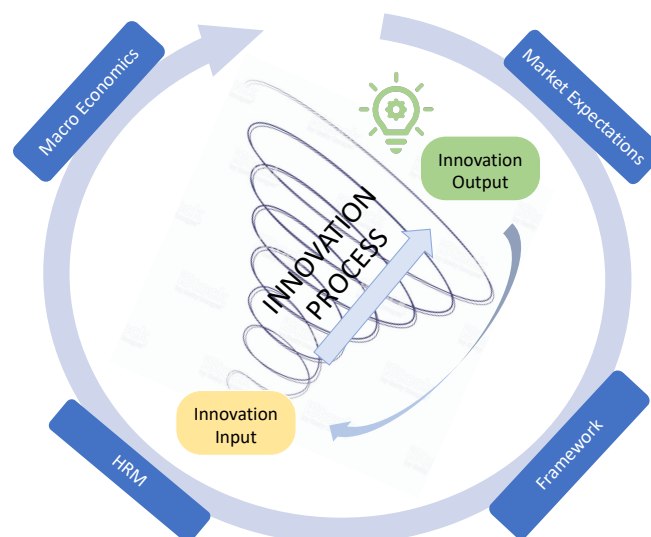 Macro Economics
Market Expectations
Innovation
Output
INNOVATION
PROCESS
Innovation
Input
HRM
Framework